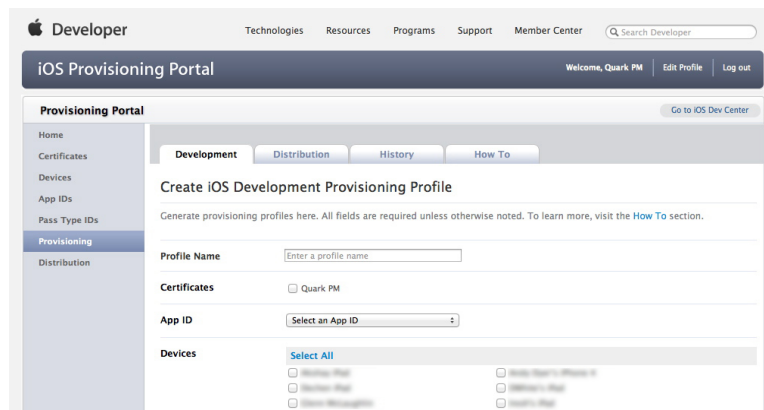 Developer
Technologies Resources Programs Support Member Center Search Developer
iOS Provisioning Portal
Welcome, Quark PM Edit Profile Log out
Provisioning Portal
Go to iOS Dev Center
Home
Certificates
Devices
App IDs
Pass Type IDs
Provisioning
Distribution
Development Distribution History How To
Create iOS Development Provisioning Profile
Generate provisioning profiles here. All fields are required unless otherwise noted. To learn more, visit the How To section.
Profile Name Enter a profile name
Certificates Quark PM
App ID Select an App ID
Devices Select All